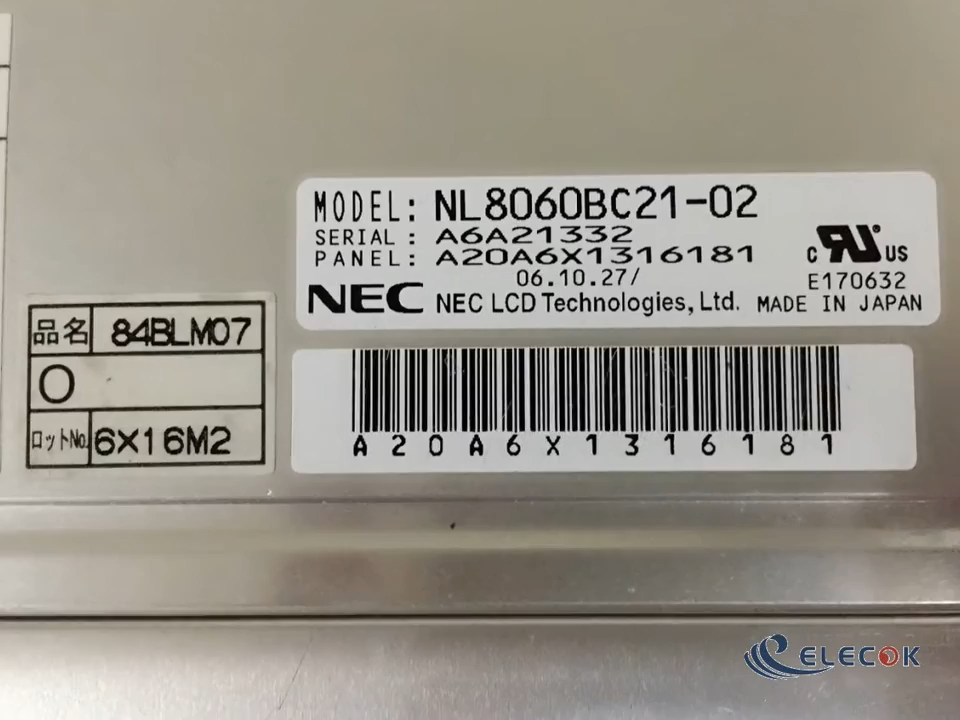 MODEL: NL8060BC21-02
SERIAL: A6A21332
PANEL: A20A6X1316181
06.10.27/
NEC NEC LCD Technologies, Ltd.
c RU US
E170632
MADE IN JAPAN
A20A6X1316181
品名 84BLM07
O
ロットNo. 6X16M2
ELECOK